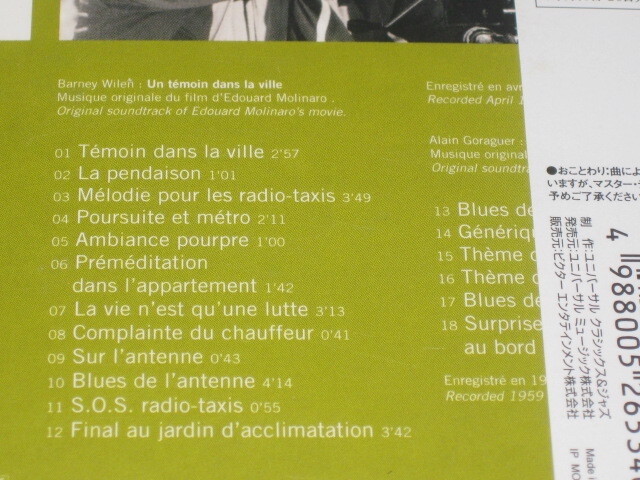 Barney Wilen : Un témoin dans la ville
Musique originale du film d'Edouard Molinaro .
Original soundtrack of Edouard Molinaro's movie.
01 Témoin dans la ville 2'57
02 La pendaison 1'01
03 Mélodie pour les radio-taxis 3'49
04 Poursuite et métro 2'11
05 Ambiance pourpre 1'00
06 Préméditation
dans l'appartement 1'42
07 La vie n'est qu'une lutte 3'13
08 Complainte du chauffeur 0'41
09 Sur l'antenne 0'43
10 Blues de l'antenne 4'14
11 S.O.S. radio-taxis 0'55
12 Final au jardin d'acclimatation 3'42
Enregistré en
Recorded April
Alain Goraguer :
Musique
Original
13 Blues
14
15 Thème
16 Thème
17 Blues
18 Surprise
au bord
Enregistré en
Recorded 1959
●おことわり:曲によ
いますが、マスター・
予めご了承ください
制 作:ユニバーサル クラシックス&ジャズ
発売元:ユニバーサル ミュージック株式会社
販売元:ビクター エンタテインメント株式会社
4 988005
Made